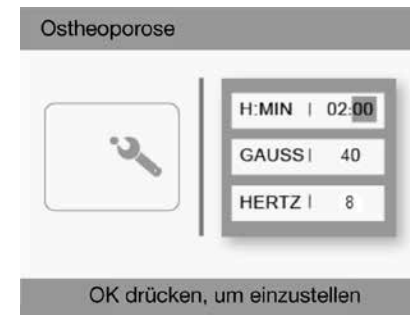 Ostheoporose
H:MIN | 02:00
GAUSS | 40
HERTZ | 8
OK drücken, um einzustellen